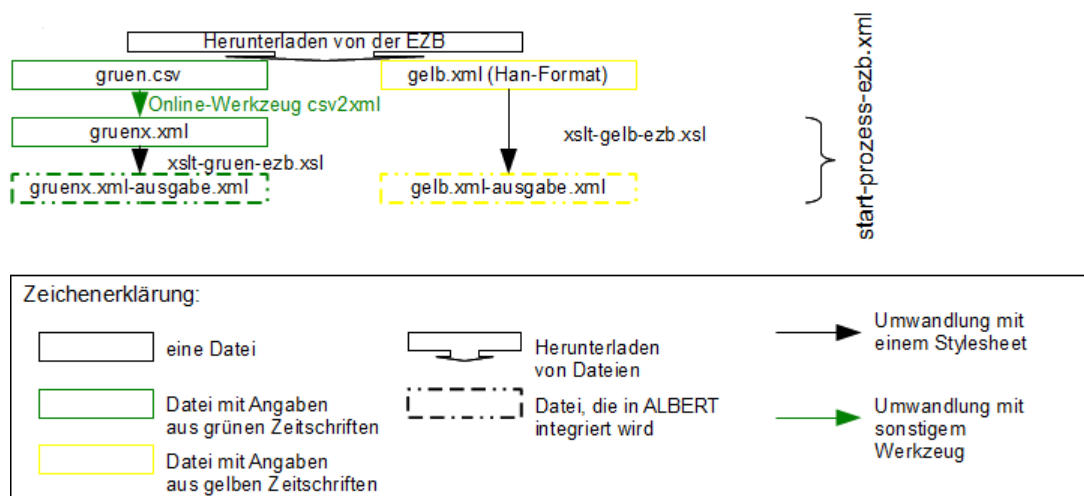 Herunterladen von der EZB
gruen.csv
gelb.xml (Han-Format)
Online-Werkzeug csv2xml
gruenx.xml
xslt-gelb-ezb.xsl
xslt-gruen-ezb.xsl
gruenx.xml-ausgabe.xml
gelb.xml-ausgabe.xml
start-prozess-ezb.xml
Zeichenerklärung:
eine Datei
Datei mit Angaben
aus grünen Zeitschriften
Datei mit Angaben
aus gelben Zeitschriften
Herunterladen
von Dateien
Datei, die in ALBERT
integriert wird
Umwandlung mit
einem Stylesheet
Umwandlung mit
sonstigem
Werkzeug